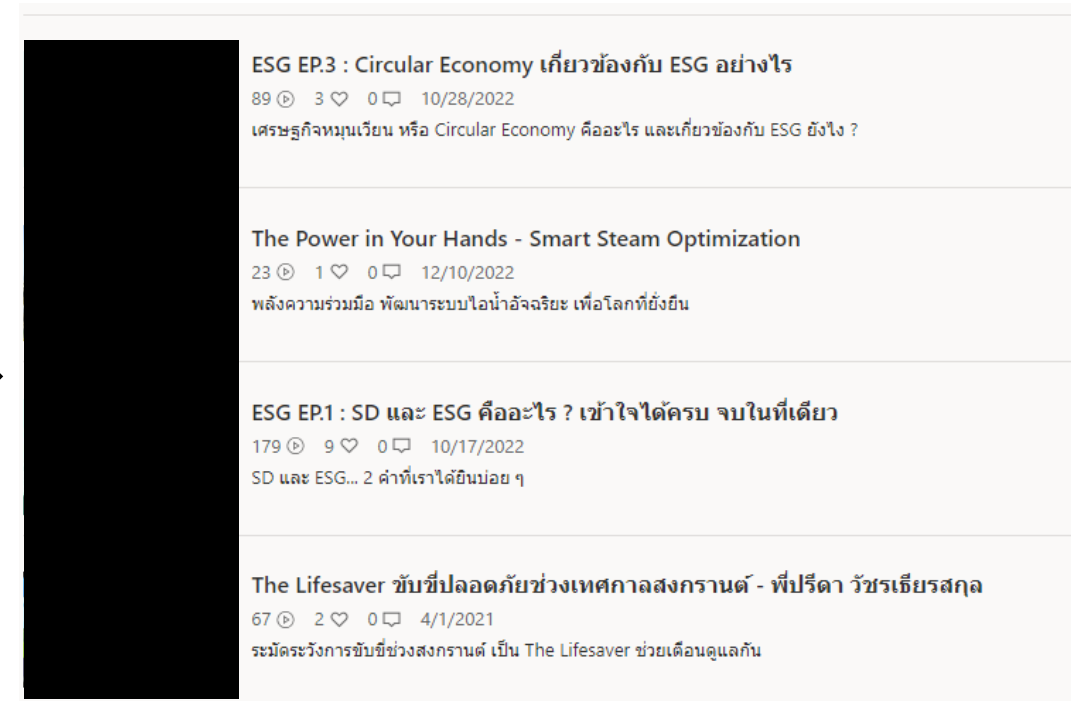 ESG EP.3 : Circular Economy เกี่ยวข้องกับ ESG อย่างไร
89 3 0 10/28/2022
เศรษฐกิจหมุนเวียน หรือ Circular Economy คืออะไร และเกี่ยวข้องกับ ESG ยังไง ?
The Power in Your Hands - Smart Steam Optimization
23 1 0 12/10/2022
พลังความร่วมมือ พัฒนาระบบไอน้ำอัจฉริยะ เพื่อโลกที่ยั่งยืน
ESG EP.1 : SD และ ESG คืออะไร ? เข้าใจได้ครบ จบในที่เดียว
179 9 0 10/17/2022
SD และ ESG... 2 คำที่เราได้ยินบ่อย ๆ
The Lifesaver ขับขี่ปลอดภัยช่วงเทศกาลสงกรานต์ - พี่ปรีดา วัชรเธียรสกุล
67 2 0 4/1/2021
ระมัดระวังการขับขี่ช่วงสงกรานต์ เป็น The Lifesaver ช่วยเตือนดูแลกัน